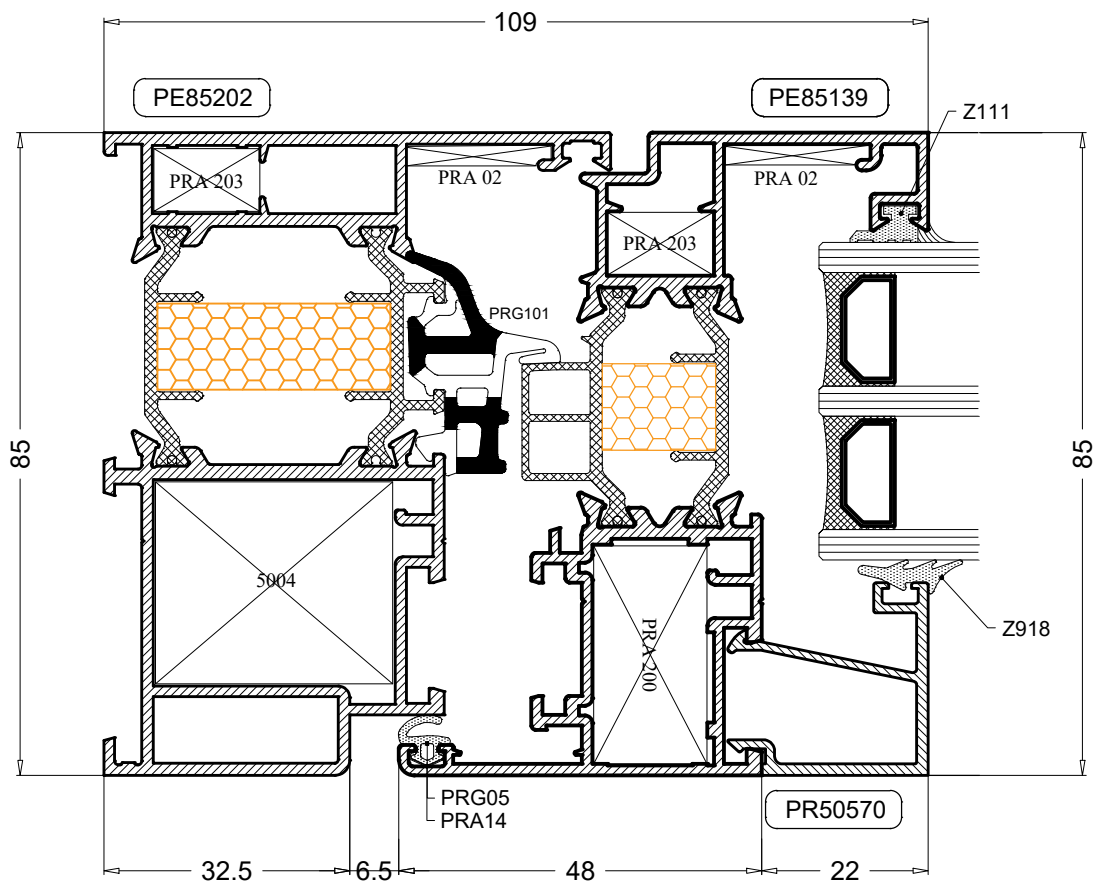 109
PE85202
PE85139
Z111
PRA 203
PRA 02
PRA 02
PRA 203
PRG101
85
85
5004
PRA 200
Z918
PRG05
PRA14
PR50570
32.5
6.5
48
22